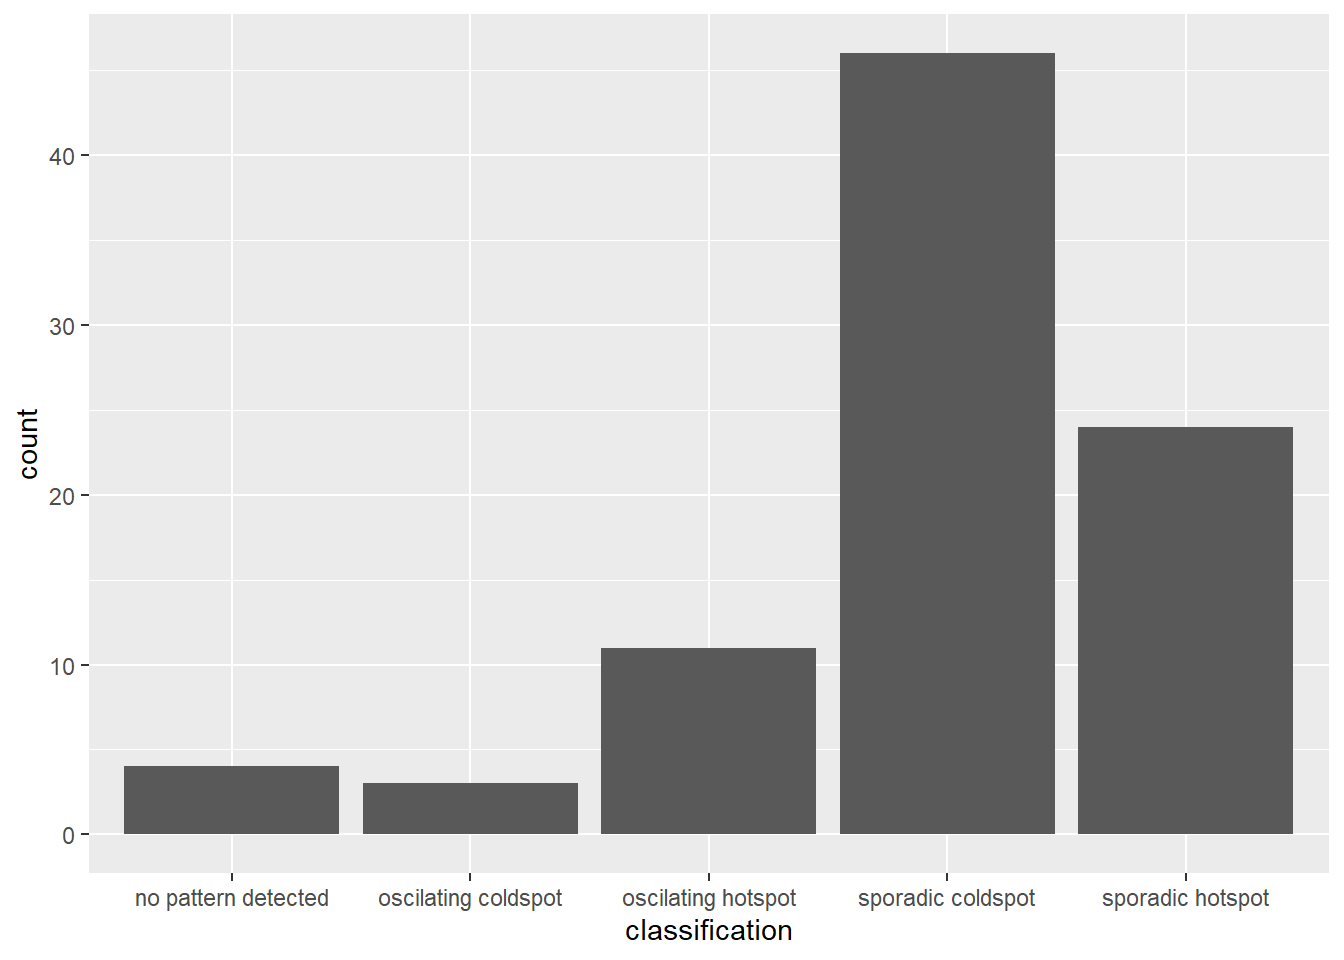 count
40
30
20
10
0
no pattern detected
oscilating coldspot
oscilating hotspot
sporadic coldspot
sporadic hotspot
classification